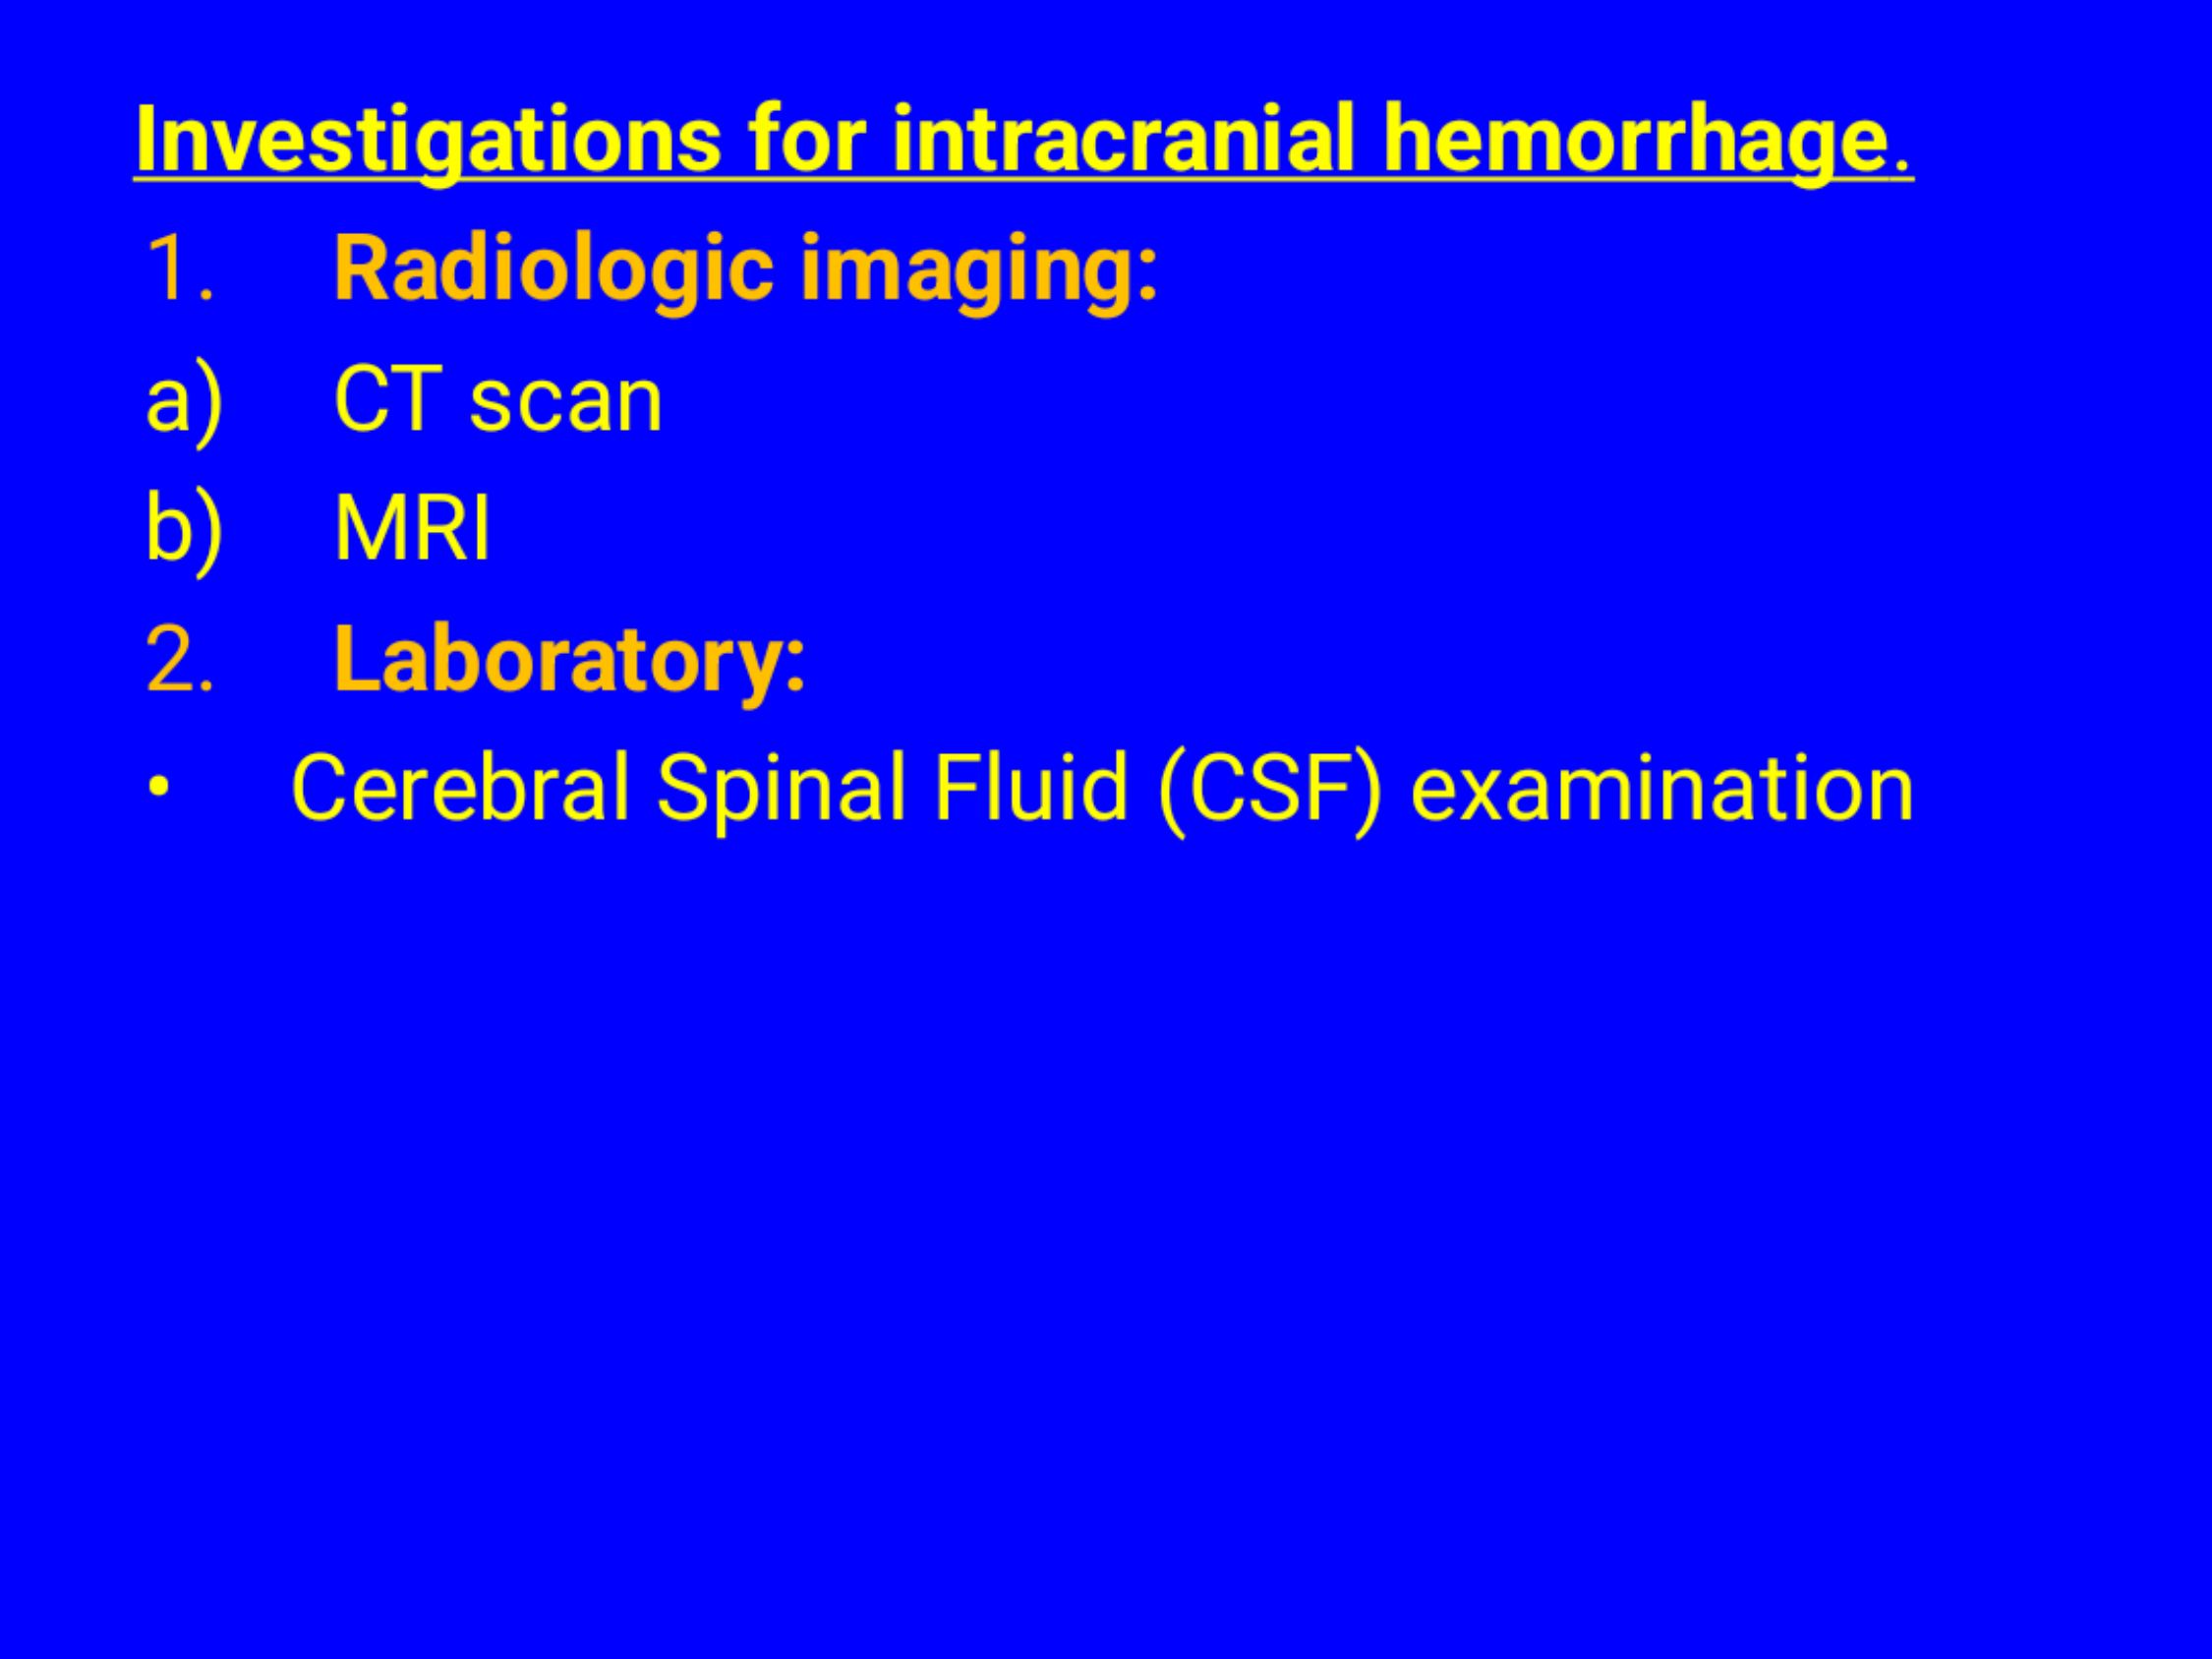 Investigations for intracranial hemorrhage.
1. Radiologic imaging:
a) CT scan
b) MRI
2. Laboratory:
• Cerebral Spinal Fluid (CSF) examination